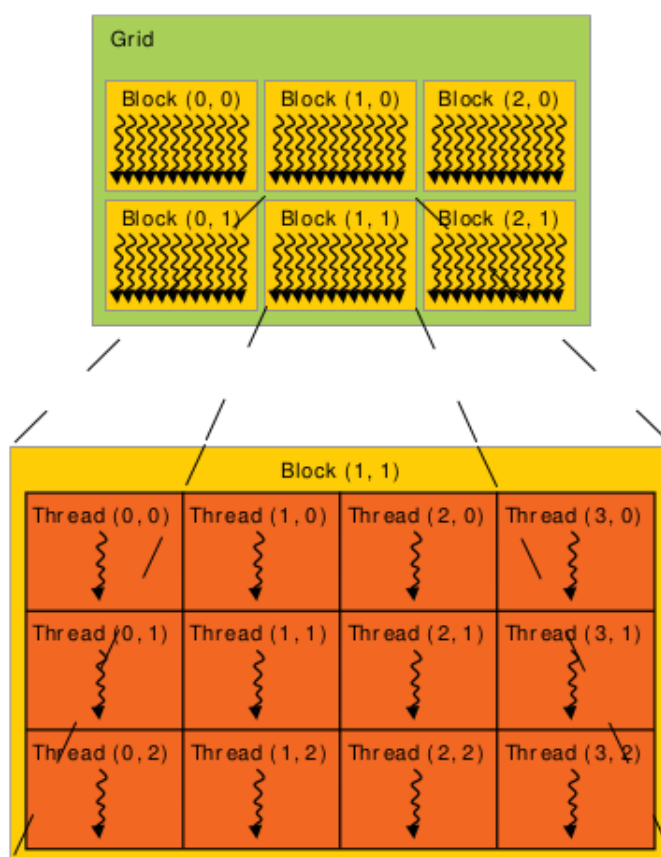 Grid
Block (0, 0) Block (1, 0) Block (2, 0)
Block (0, 1) Block (1, 1) Block (2, 1)
Block (1, 1)
Thread (0, 0) Thread (1, 0) Thread (2, 0) Thread (3, 0)
Thread (0, 1) Thread (1, 1) Thread (2, 1) Thread (3, 1)
Thread (0, 2) Thread (1, 2) Thread (2, 2) Thread (3, 2)